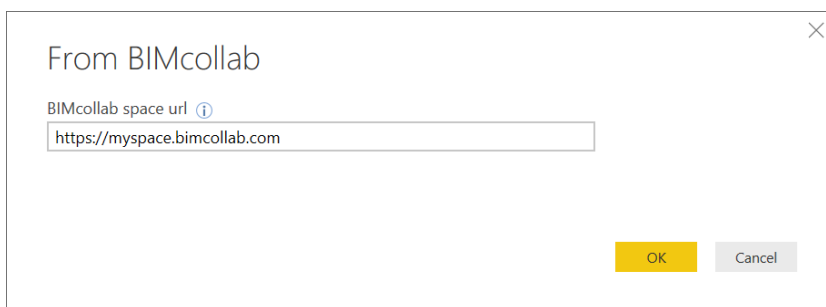 From BIMcollab
BIMcollab space url
https://myspace.bimcollab.com
OK Cancel